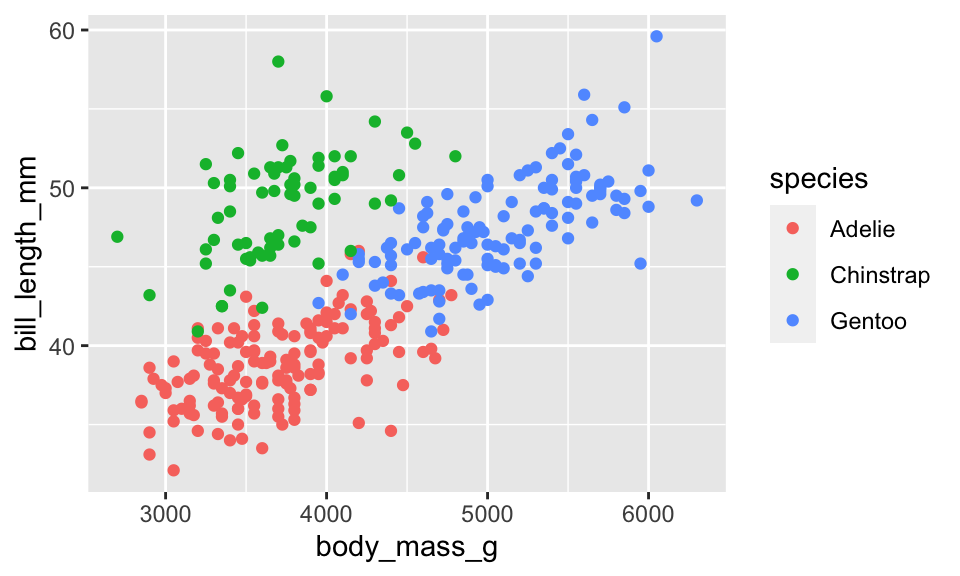 60
50
40
bill_length_mm
3000 4000 5000 6000
body_mass_g
species
Adelie
Chinstrap
Gentoo